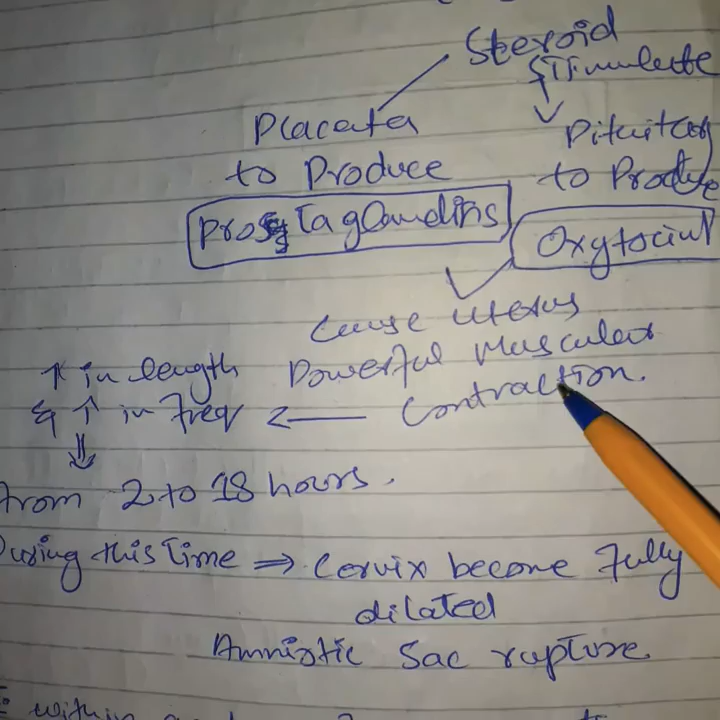 Steroid
Stimulate
Placenta
Pituitary
to Produce
to Produce
Prostaglandins
Oxytocin
Cause Uterus
Powerful Muscular
Contraction.
↑ in length
& ↑ in Freq ←
⇓
From 2 to 18 hours.
During this Time ⇒ Cervix become Fully
dilated
Amniotic Sac rupture
within